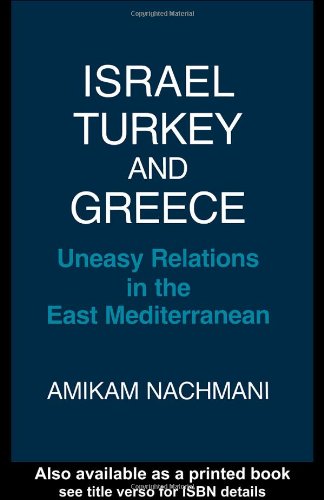 Copyrighted Material
ISRAEL
TURKEY
AND
GREECE
Uneasy Relations
in the
East Mediterranean
AMIKAM NACHMANI
Also available as a printed book
see title verso for ISBN details
Copyrighted Material